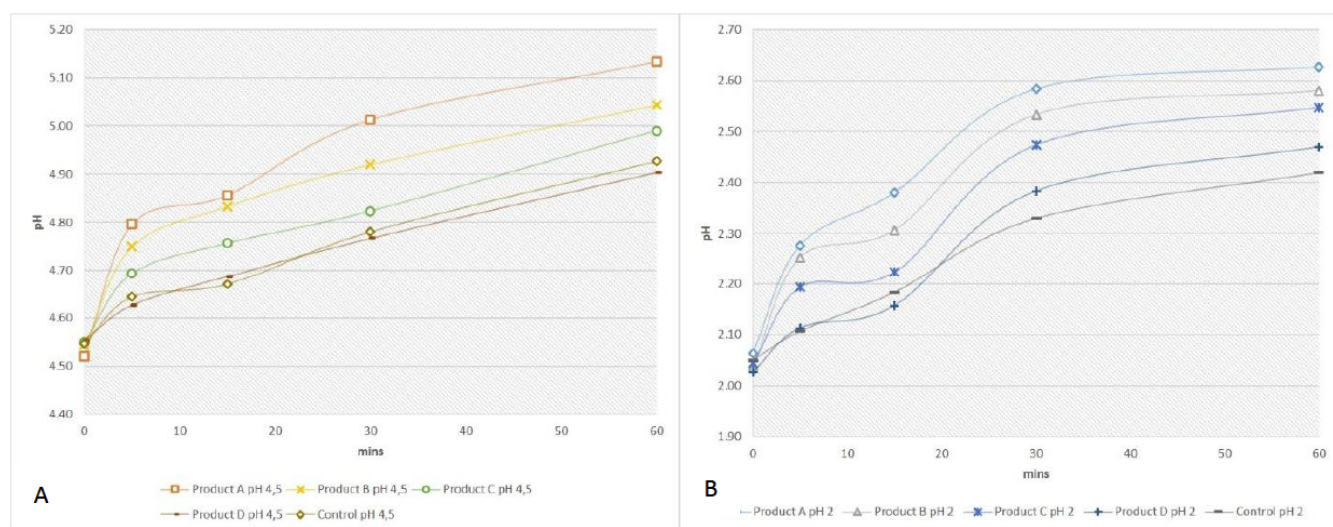 5.20
5.10
5.00
4.90
4.80
4.70
4.60
4.50
4.40
pH
0 10 20 30 40 50 60
mins
A
Product A pH 4,5 Product B pH 4,5 Product C pH 4,5
Product D pH 4,5 Control pH 4,5
2.70
2.60
2.50
2.40
2.30
2.20
2.10
2.00
1.90
pH
0 10 20 30 40 50 60
mins
B
Product A pH 2 Product B pH 2 Product C pH 2 Product D pH 2 Control pH 2